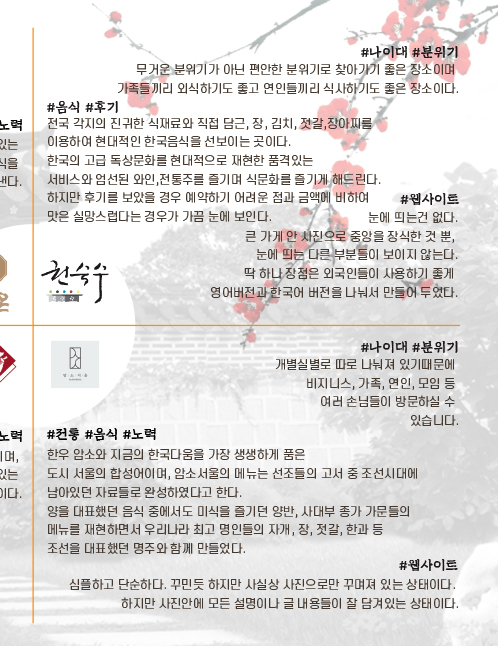 #나이대 #분위기
무거운 분위기가 아닌 편안한 분위기로 찾아가기 좋은 장소이며
가족들끼리 외식하기도 좋고 연인들끼리 식사하기도 좋은 장소이다.
#음식 #후기
전국 각지의 진귀한 식재료와 직접 담근, 장, 김치, 젓갈,장아찌를
이용하여 현대적인 한국음식을 선보이는 곳이다.
한국의 고급 독상문화를 현대적으로 재현한 품격있는
서비스와 엄선된 와인,전통주를 즐기며 식문화를 즐기게 해드린다.
하지만 후기를 보았을 경우 예약하기 어려운 점과 금액에 비하여
맛은 실망스럽다는 경우가 가끔 눈에 보인다.
#웹사이트
눈에 띄는건 없다.
큰 가게 안 사진으로 중앙을 장식한 것 뿐,
눈에 띄는 다른 부분들이 보이지 않는다.
딱 하나 장점은 외국인들이 사용하기 좋게
영어버전과 한국어 버전을 나눠서 만들어 두었다.
노력
있는
식을
낸다.
권숙수
#나이대 #분위기
개별실별로 따로 나눠져 있기때문에
비지니스, 가족, 연인, 모임 등
여러 손님들이 방문하실 수
있습니다.
#전통 #음식 #노력
한우 암소와 지금의 한국다움을 가장 생생하게 품은
도시 서울의 합성어이며, 암소서울의 메뉴는 선조들의 고서 중 조선시대에
남아있던 자료들로 완성하였다고 한다.
양을 대표했던 음식 중에서도 미식을 즐기던 양반, 사대부 종가 가문들의
메뉴를 재현하면서 우리나라 최고 명인들의 자개, 장, 젓갈, 한과 등
조선을 대표했던 명주와 함께 만들었다.
#웹사이트
심플하고 단순하다. 꾸민듯 하지만 사실상 사진으로만 꾸며져 있는 상태이다.
하지만 사진안에 모든 설명이나 글 내용들이 잘 담겨있는 상태이다.
노력
이며,
있는
이다.